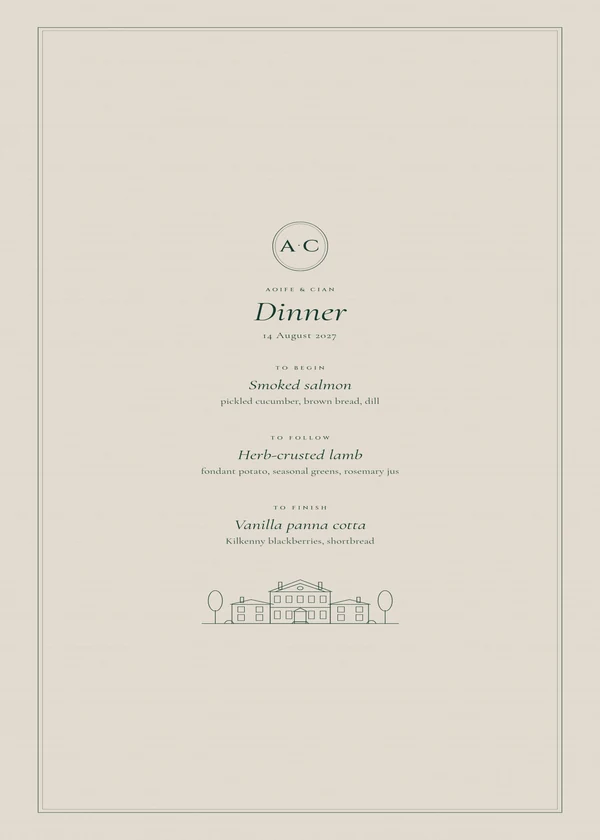 A·C
AOIFE & CIAN
Dinner
14 August 2027
TO BEGIN
Smoked salmon
pickled cucumber, brown bread, dill
TO FOLLOW
Herb-crusted lamb
fondant potato, seasonal greens, rosemary jus
TO FINISH
Vanilla panna cotta
Kilkenny blackberries, shortbread